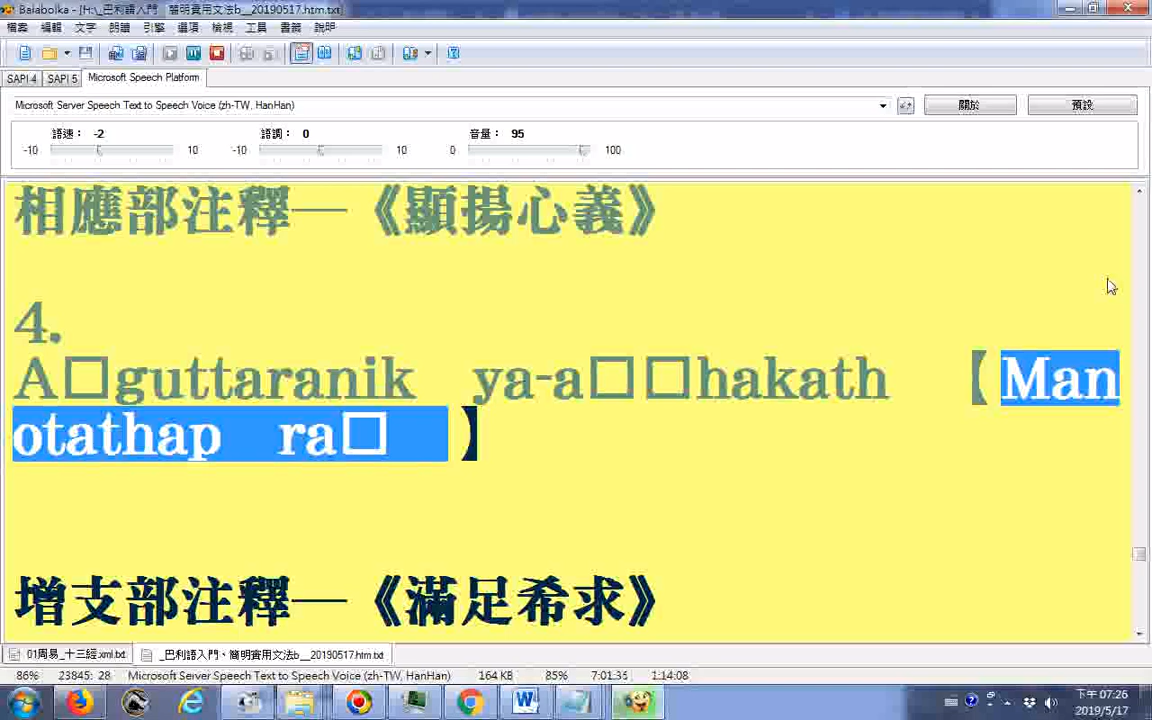 Balabolka - [H:\_巴利語入門、簡明實用文法b__20190517.htm.txt]
檔案 編輯 文字 朗讀 引擎 選項 檢視 工具 書籤 說明
SAPI 4 SAPI 5 Microsoft Speech Platform
Microsoft Server Speech Text to Speech Voice (zh-TW, HanHan) 關於 預設
語速： -2 語調： 0 音量： 95
-10 10 -10 10 0 100
相應部注釋—《顯揚心義》
4.
A□guttaranik ya-a□□hakath 【Man
otathap ra□ 】
增支部注釋—《滿足希求》
01周易_十三經.xml.txt _巴利語入門、簡明實用文法b__20190517.htm.txt
86% 23845: 28 Microsoft Server Speech Text to Speech Voice (zh-TW, HanHan) 164 KB 85% 7:01:35 1:14:08
下午 07:26
2019/5/17